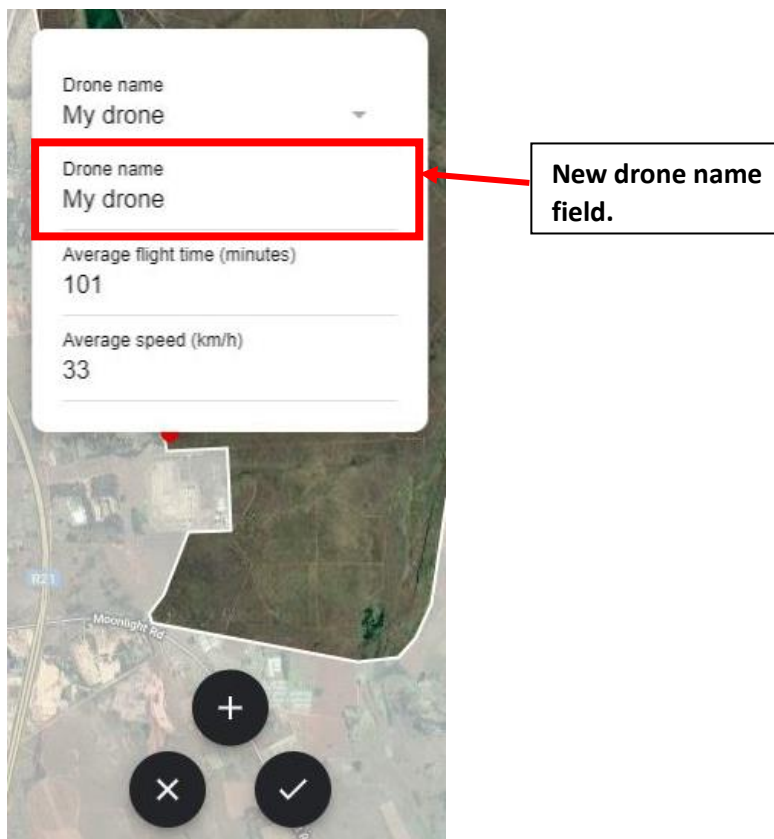 Drone name
My drone
Drone name
My drone
New drone name
field.
Average flight time (minutes)
101
Average speed (km/h)
33
R21
Moonlight Rd